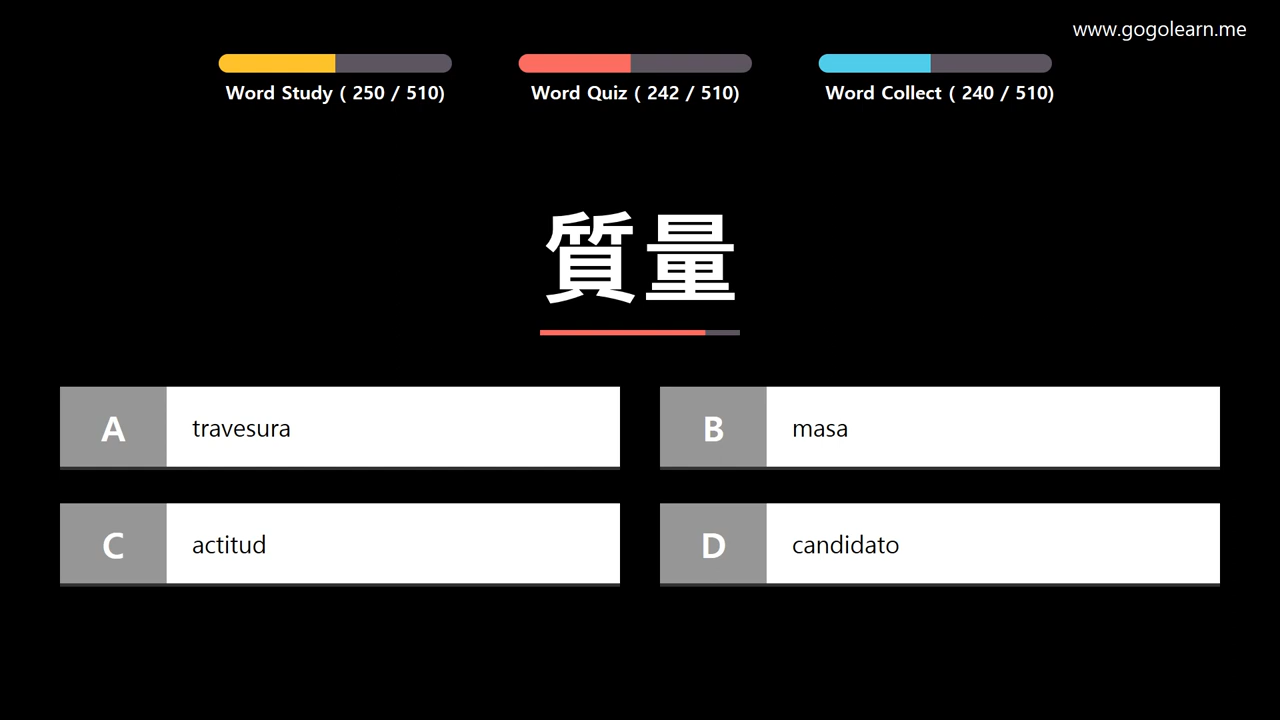 www.gogolearn.me
Word Study ( 250 / 510)
Word Quiz ( 242 / 510)
Word Collect ( 240 / 510)
質量
A travesura
B masa
C actitud
D candidato